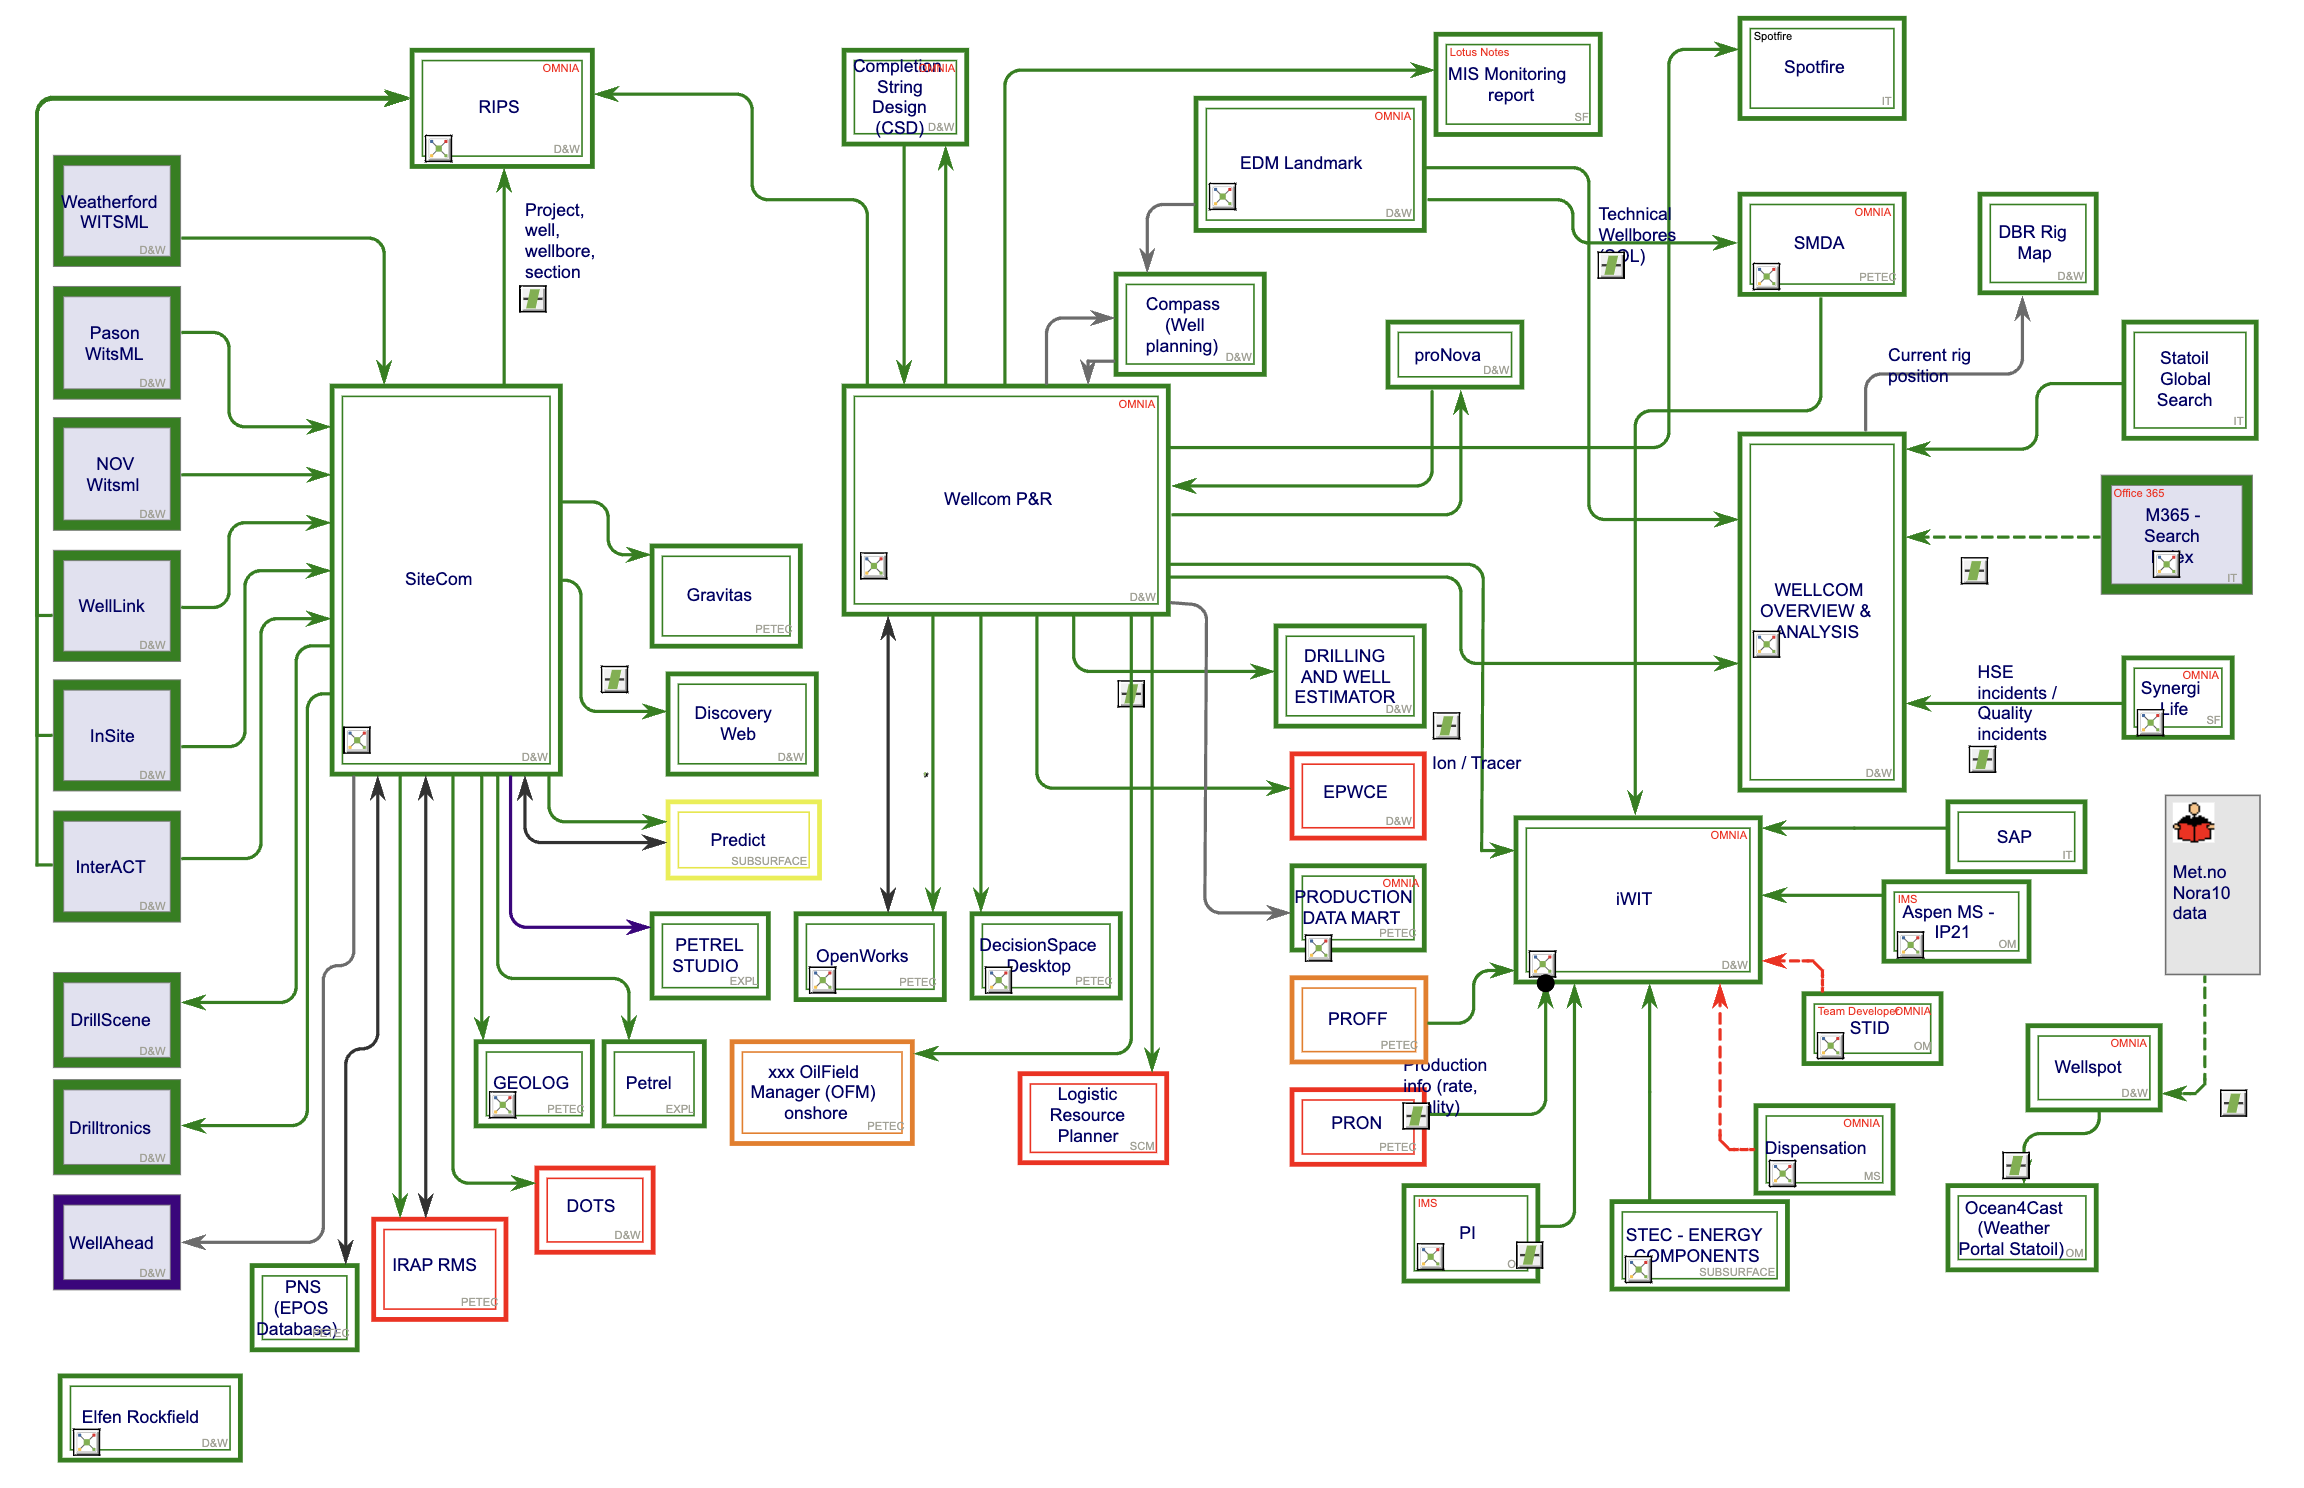 OMNIA
RIPS
D&W
Completion
OMNIA
String
Design
(CSD)
D&W
Lotus Notes
MIS Monitoring
report
SF
Spotfire
Spotfire
IT
OMNIA
EDM Landmark
D&W
Weatherford
WITSML
D&W
Project,
well,
wellbore,
section
Technical
Wellbores
OMNIA
SMDA
PETEC
DBR Rig
Map
D&W
Pason
WitsML
D&W
Compass
(Well
planning)
D&W
proNova
D&W
Current rig
position
Statoil
Global
Search
IT
NOV
Witsml
D&W
SiteCom
D&W
OMNIA
Wellcom P&R
D&W
WELLCOM
OVERVIEW &
ANALYSIS
D&W
Office 365
M365 -
Search
IT
WellLink
D&W
Gravitas
PETEC
DRILLING
AND WELL
ESTIMATOR
D&W
HSE
incidents /
Quality
incidents
OMNIA
Synergi
Life
SF
InSite
D&W
Discovery
Web
D&W
Ion / Tracer
EPWCE
D&W
InterACT
D&W
Predict
SUBSURFACE
OMNIA
PRODUCTION
DATA MART
PETEC
OMNIA
iWIT
D&W
SAP
IT
IMS
Aspen MS -
IP21
OM
Met.no
Nora10
data
PETREL
STUDIO
EXPL
OpenWorks
PETEC
DecisionSpace
Desktop
PETEC
DrillScene
D&W
PROFF
PETEC
Team Developer
OMNIA
STID
OM
GEOLOG
PETEC
Petrel
EXPL
xxx OilField
Manager (OFM)
onshore
PETEC
Logistic
Resource
Planner
SCM
Production
info (rate,
PRON
PETEC
OMNIA
Wellspot
D&W
Drilltronics
D&W
OMNIA
Dispensation
MS
WellAhead
D&W
DOTS
D&W
IMS
PI
STEC - ENERGY
COMPONENTS
SUBSURFACE
Ocean4Cast
(Weather
Portal Statoil)
OM
PNS
(EPOS
Database)
PETEC
IRAP RMS
PETEC
Elfen Rockfield
D&W